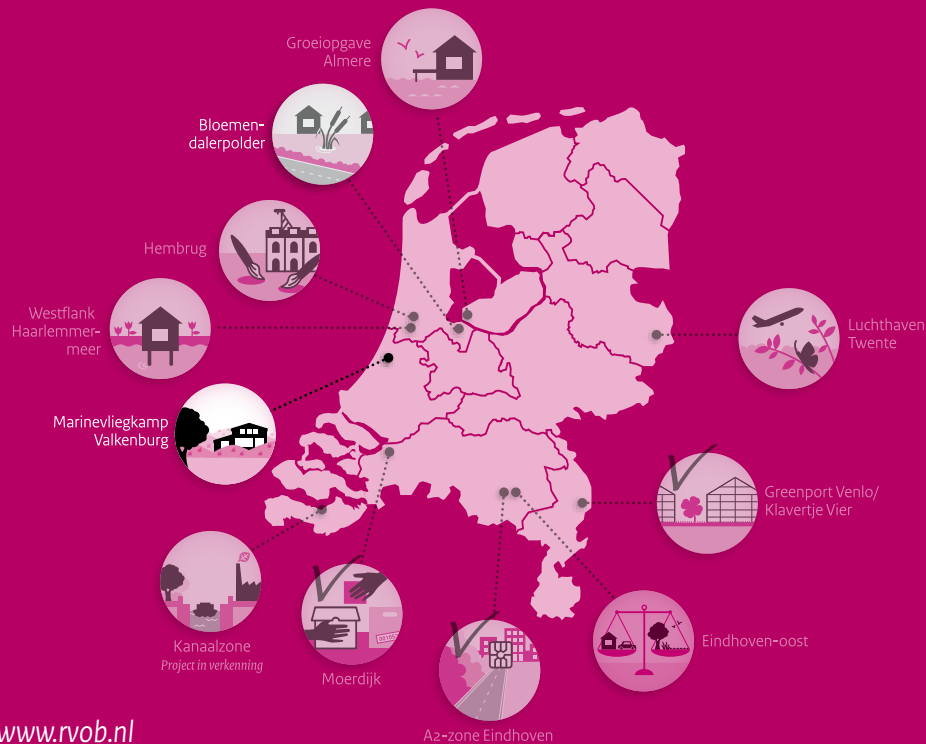 Groeiopgave
Almere
Bloemen-
dalerpolder
Hembrug
Westflank
Haarlemmer-
meer
Luchthaven
Twente
Marinevliegkamp
Valkenburg
Greenport Venlo/
Klavertje Vier
Kanaalzone
Project in verkenning
Moerdijk
Eindhoven-oost
A2-zone Eindhoven
www.rvob.nl